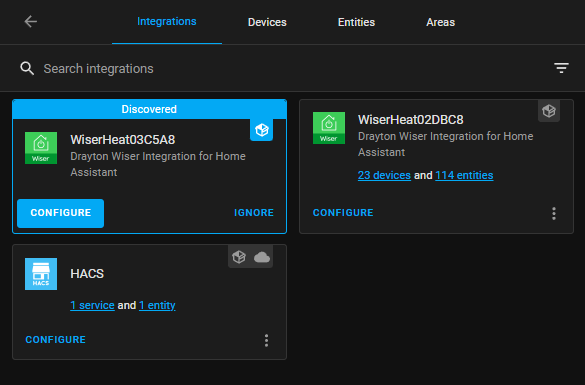 Integrations Devices Entities Areas
Search integrations
Discovered
WiserHeat03C5A8
Drayton Wiser Integration for Home
Assistant
Wiser
CONFIGURE IGNORE
WiserHeat02DBC8
Drayton Wiser Integration for Home
Assistant
Wiser
23 devices and 114 entities
CONFIGURE
HACS
HACS
1 service and 1 entity
CONFIGURE